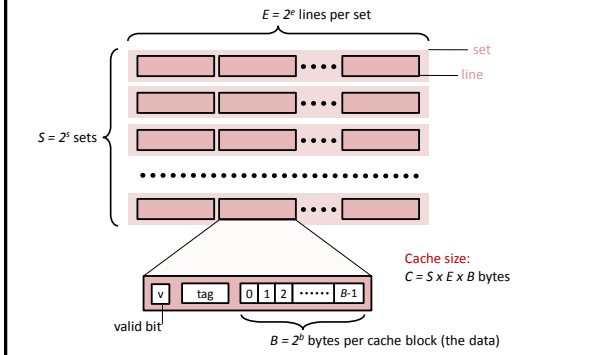 E = 2ᵉ lines per set
set
line
S = 2ˢ sets
Cache size:
C = S x E x B bytes
v tag 0 1 2 B-1
valid bit
B = 2ᵇ bytes per cache block (the data)